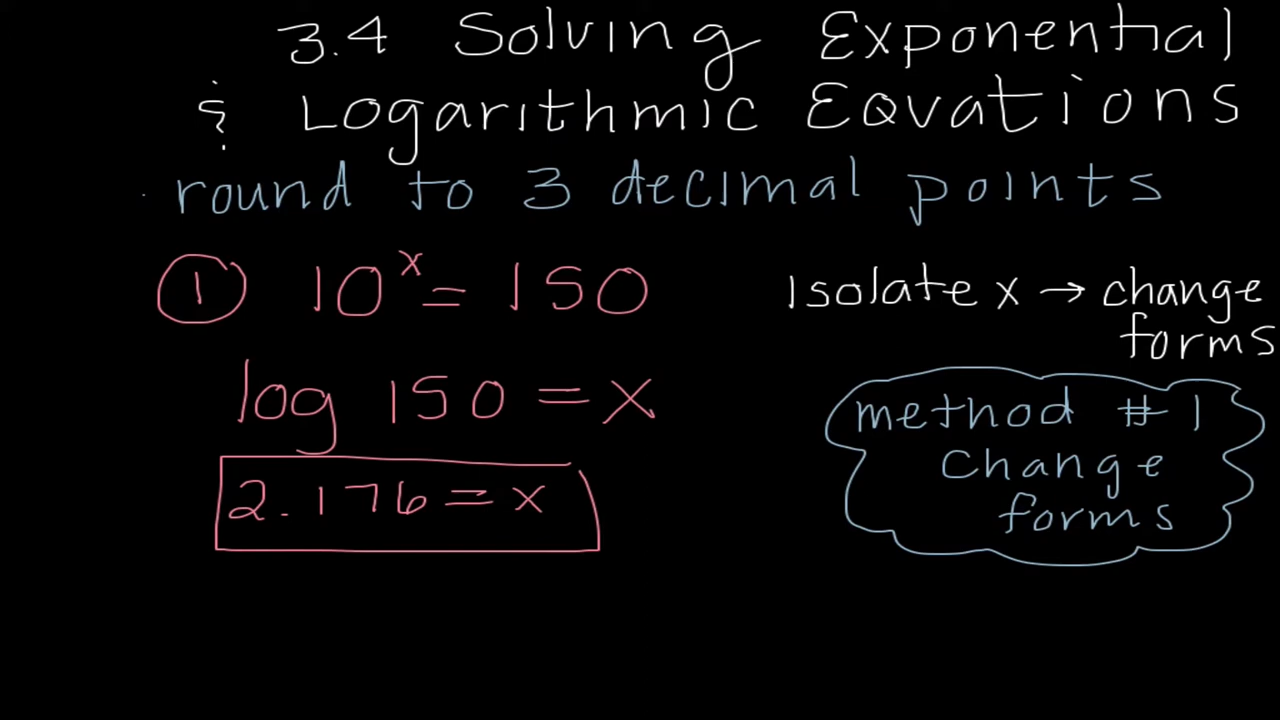 3.4 Solving Exponential
& Logarithmic Equations
round to 3 decimal points
① 10^x = 150
isolate x → change
forms
log 150 = x
method #1
change
forms
2.176 = x